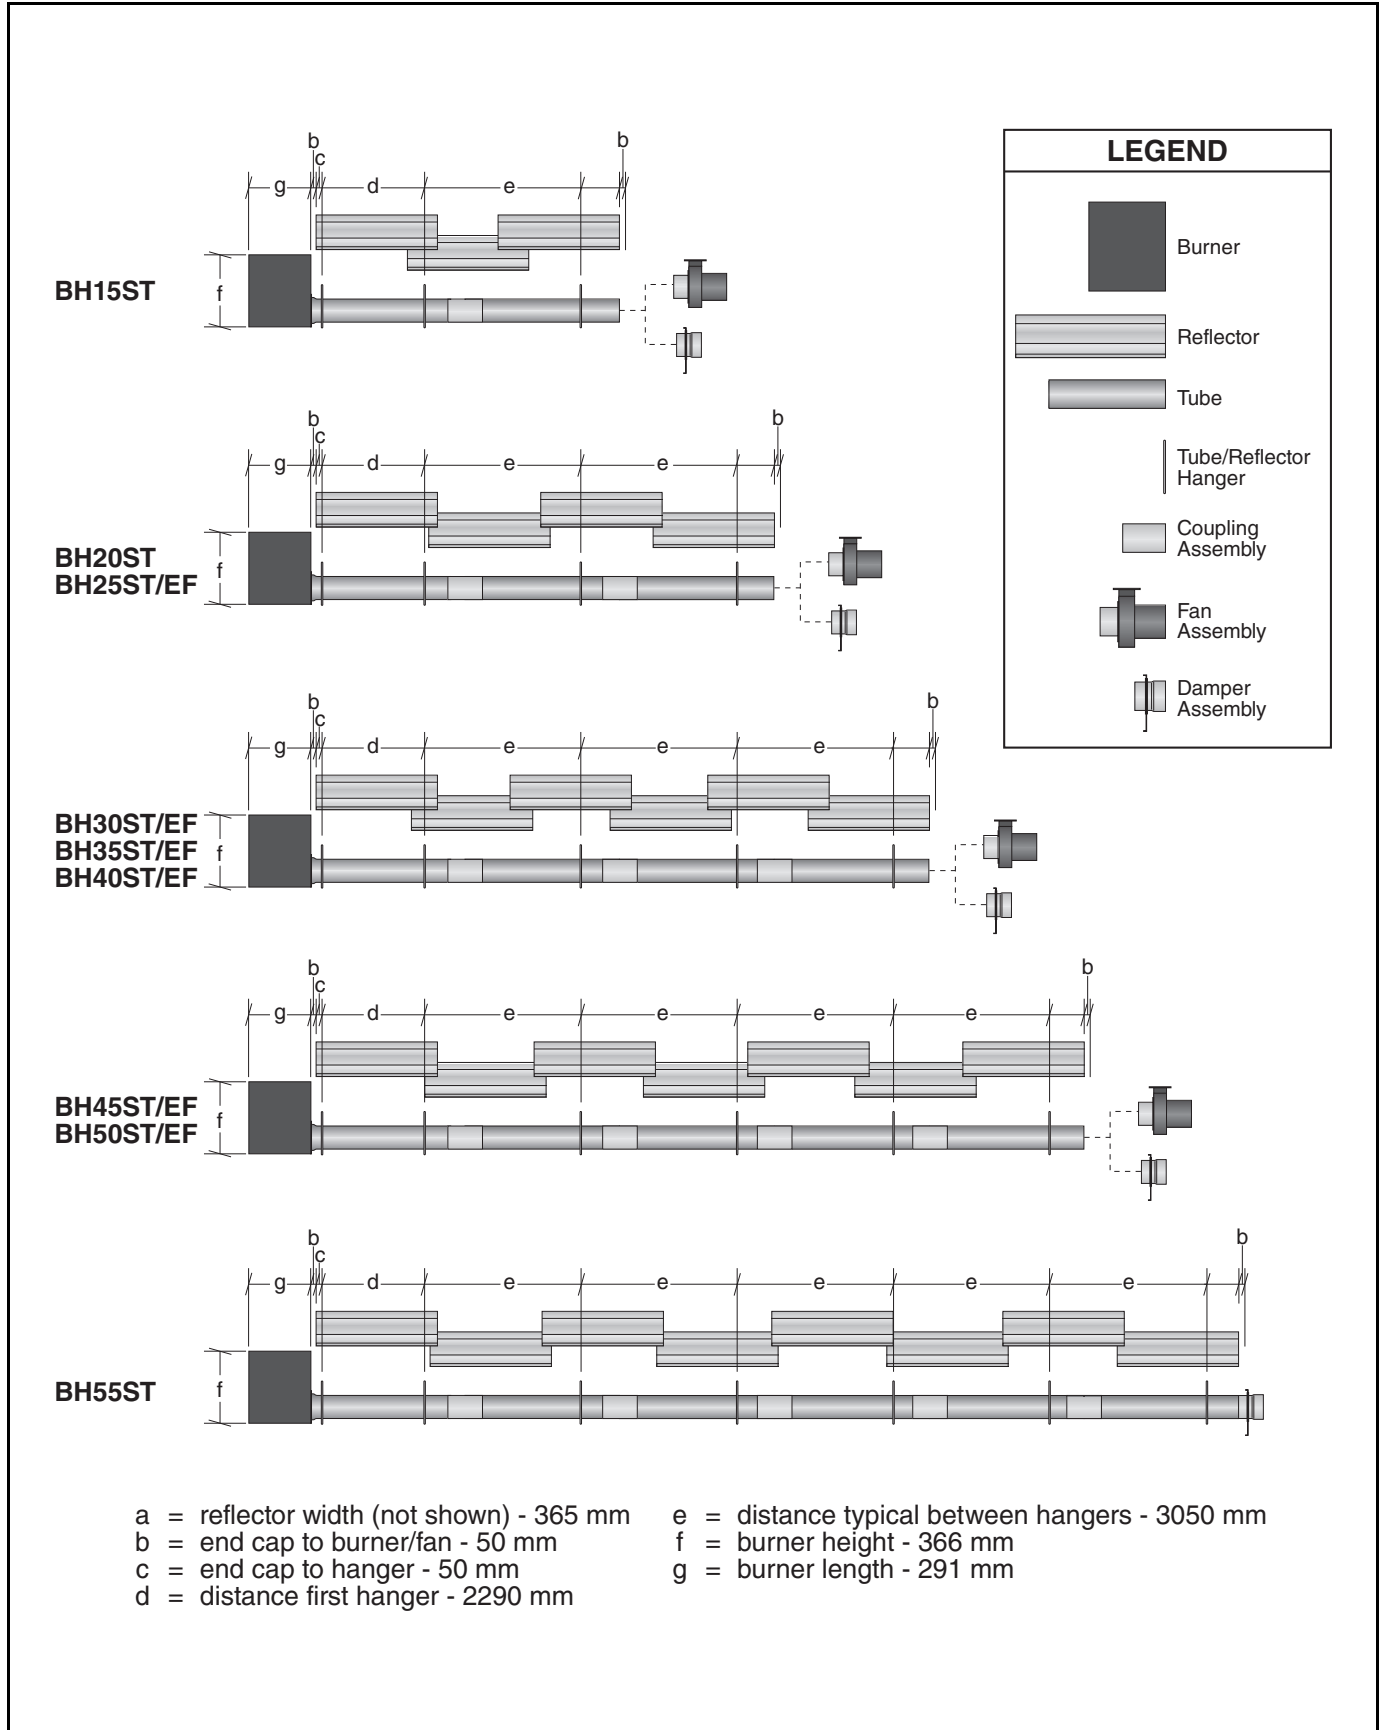 b
c
b
g
d
e
BH15ST
f
b
c
b
g
d
e
e
BH20ST
BH25ST/EF
f
b
c
b
g
d
e
e
e
BH30ST/EF
BH35ST/EF
BH40ST/EF
f
b
c
b
g
d
e
e
e
e
BH45ST/EF
BH50ST/EF
f
b
c
b
g
d
e
e
e
e
e
BH55ST
f
LEGEND
Burner
Reflector
Tube
Tube/Reflector
Hanger
Coupling
Assembly
Fan
Assembly
Damper
Assembly
a = reflector width (not shown) - 365 mm
b = end cap to burner/fan - 50 mm
c = end cap to hanger - 50 mm
d = distance first hanger - 2290 mm
e = distance typical between hangers - 3050 mm
f = burner height - 366 mm
g = burner length - 291 mm